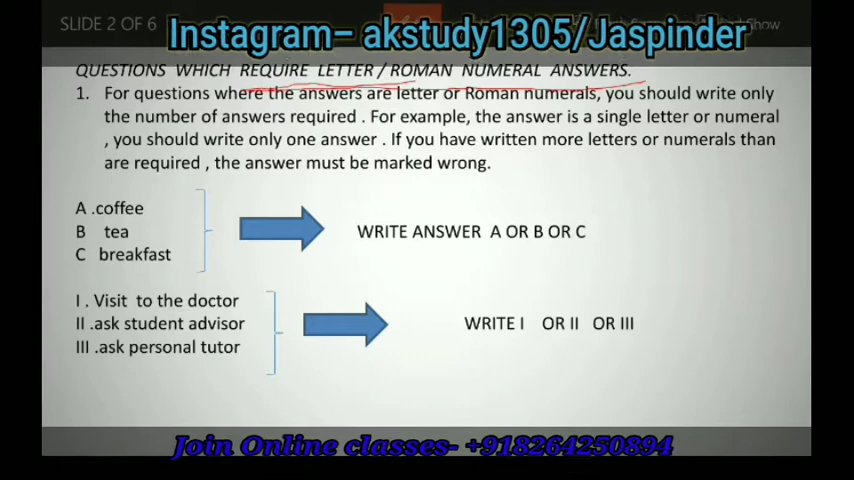 SLIDE 2 OF 6
Show
Instagram– akstudy1305/Jaspinder
QUESTIONS WHICH REQUIRE LETTER / ROMAN NUMERAL ANSWERS.
1. For questions where the answers are letter or Roman numerals, you should write only
the number of answers required . For example, the answer is a single letter or numeral
, you should write only one answer . If you have written more letters or numerals than
are required , the answer must be marked wrong.
A .coffee
B tea
C breakfast
WRITE ANSWER A OR B OR C
I . Visit to the doctor
II .ask student advisor
III .ask personal tutor
WRITE I OR II OR III
Join Online classes- +918264250894